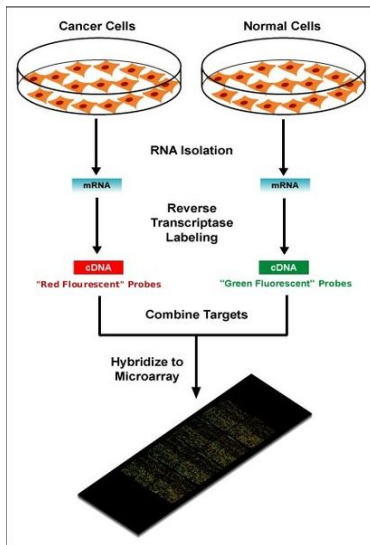 Cancer Cells
Normal Cells
RNA Isolation
mRNA
mRNA
Reverse
Transcriptase
Labeling
cDNA
cDNA
"Red Flourescent" Probes
"Green Fluorescent" Probes
Combine Targets
Hybridize to
Microarray